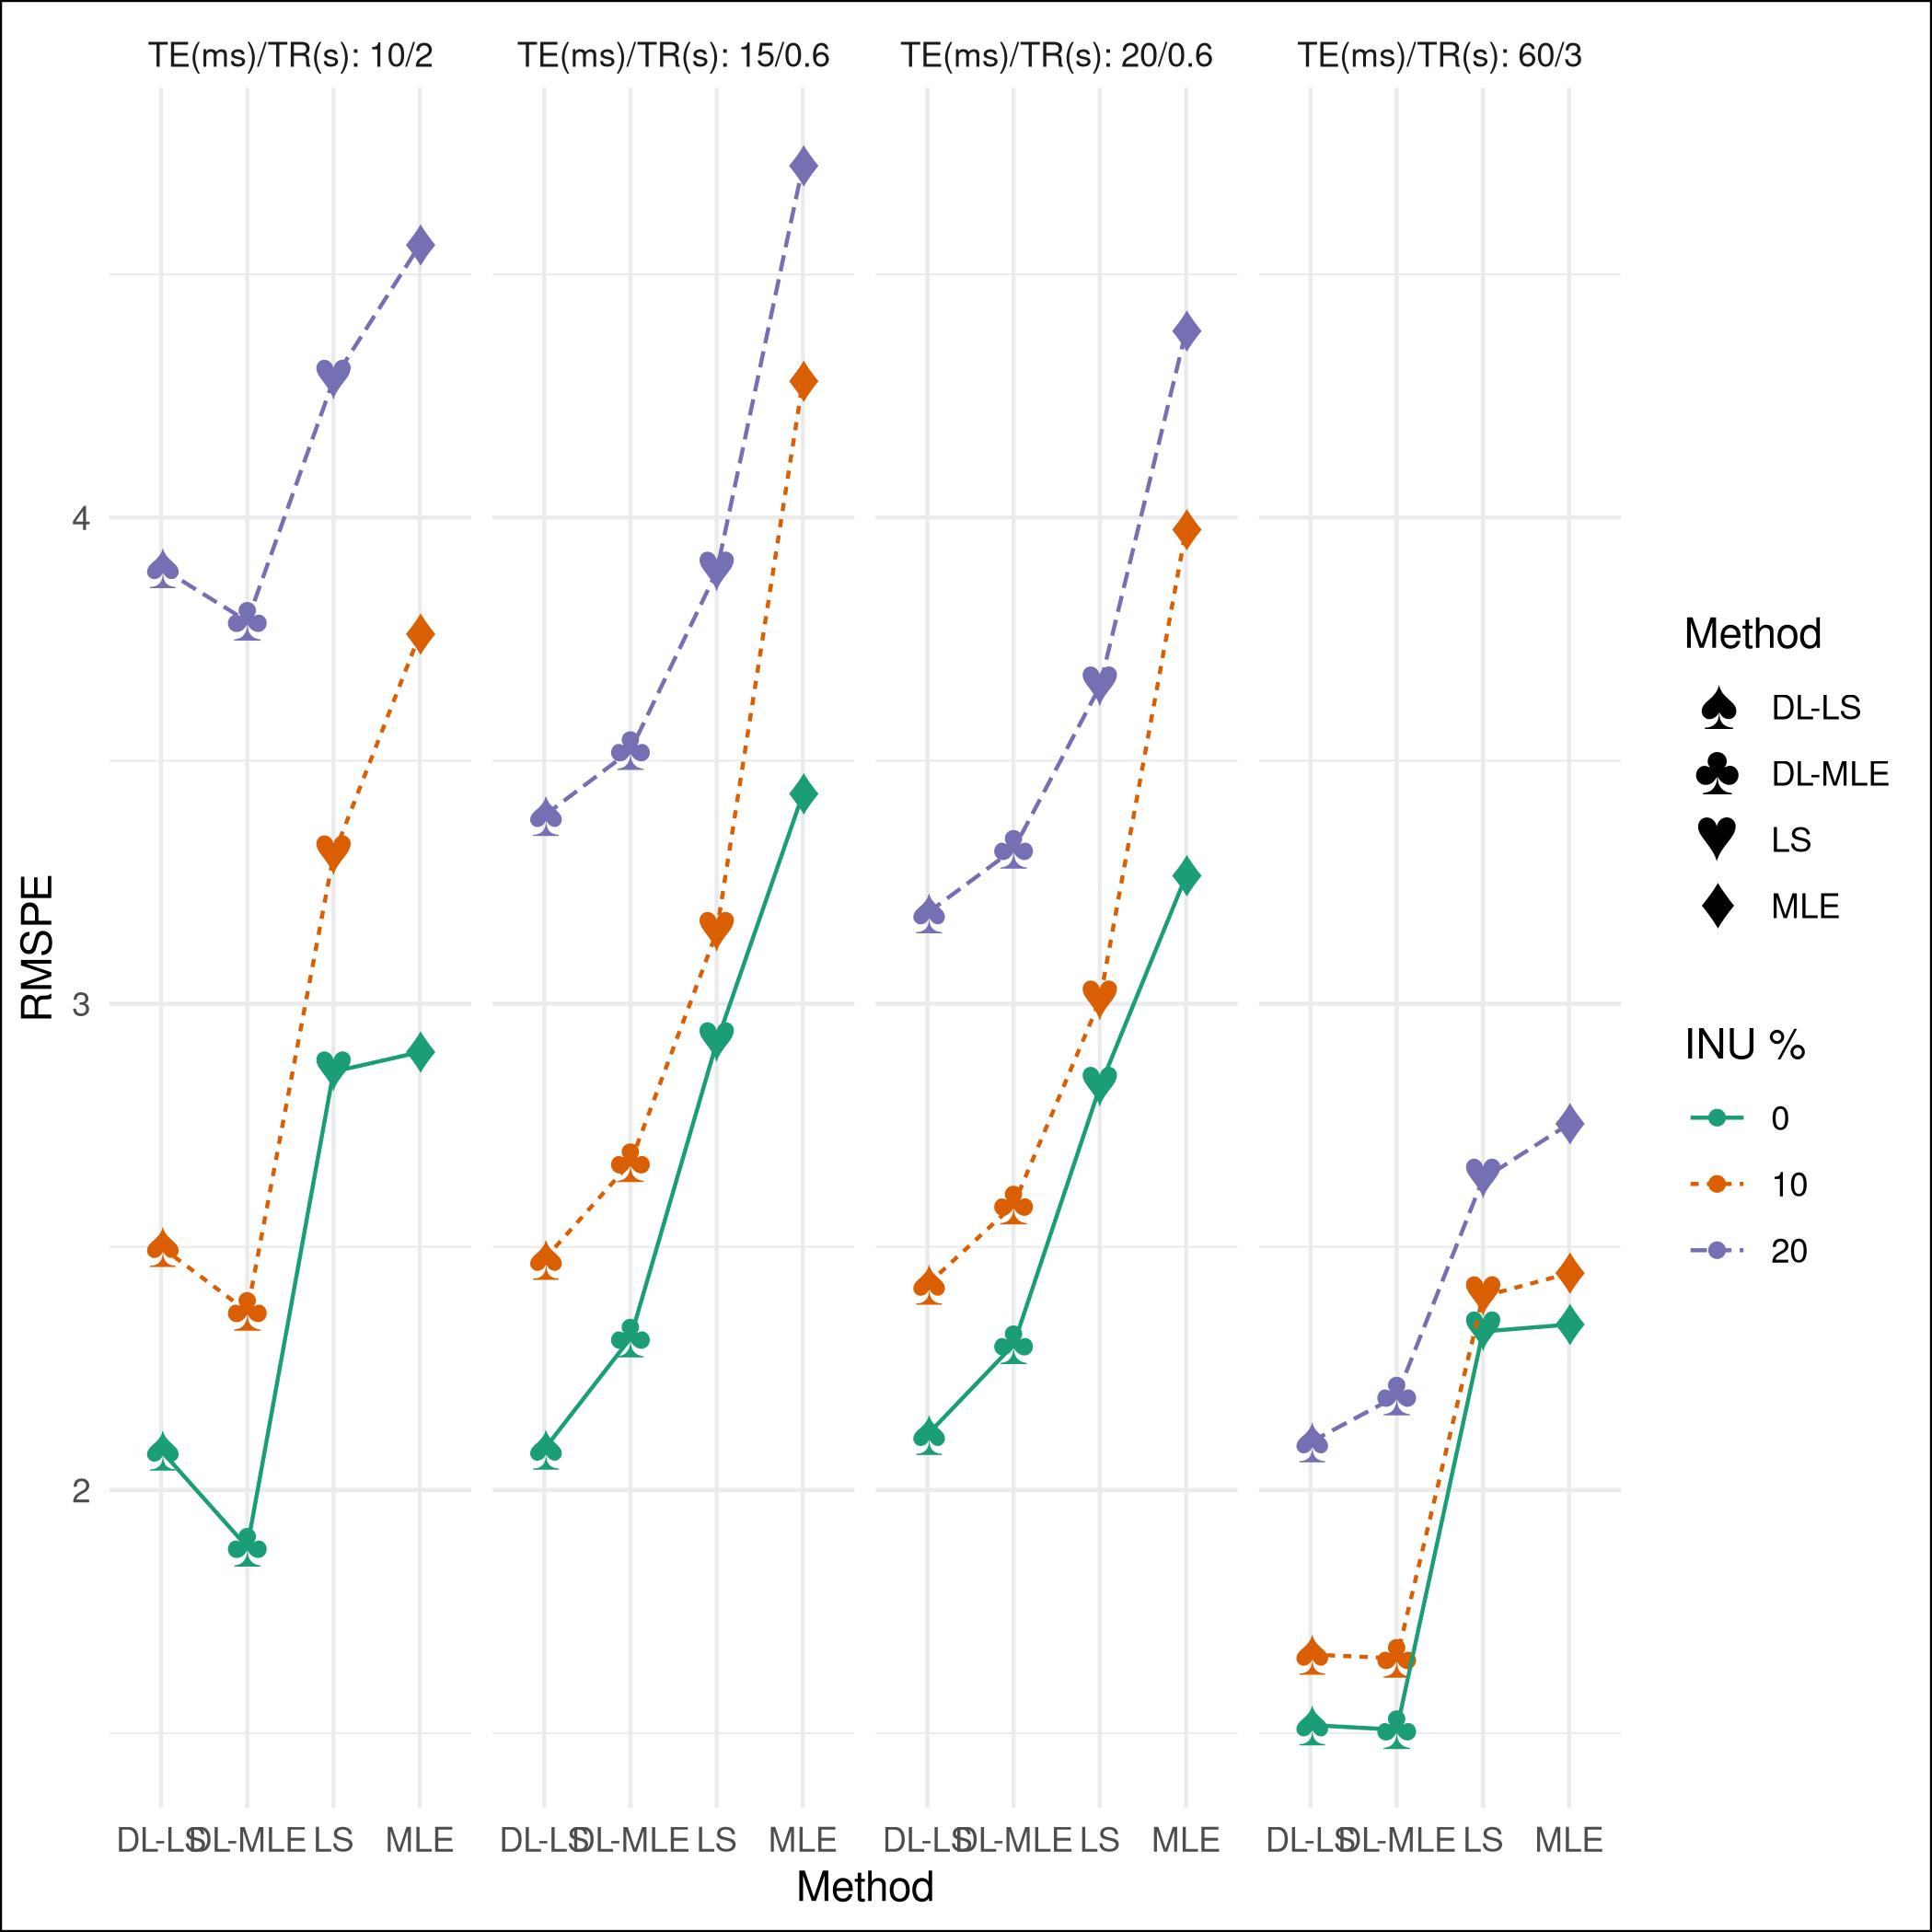 TE(ms)/TR(s): 10/2 TE(ms)/TR(s): 15/0.6 TE(ms)/TR(s): 20/0.6 TE(ms)/TR(s): 60/3
4
3
2
RMSPE
DL-LS DL-MLE LS MLE DL-LS DL-MLE LS MLE DL-LS DL-MLE LS MLE DL-LS DL-MLE LS MLE
Method
Method
DL-LS
DL-MLE
LS
MLE
INU %
0
10
20